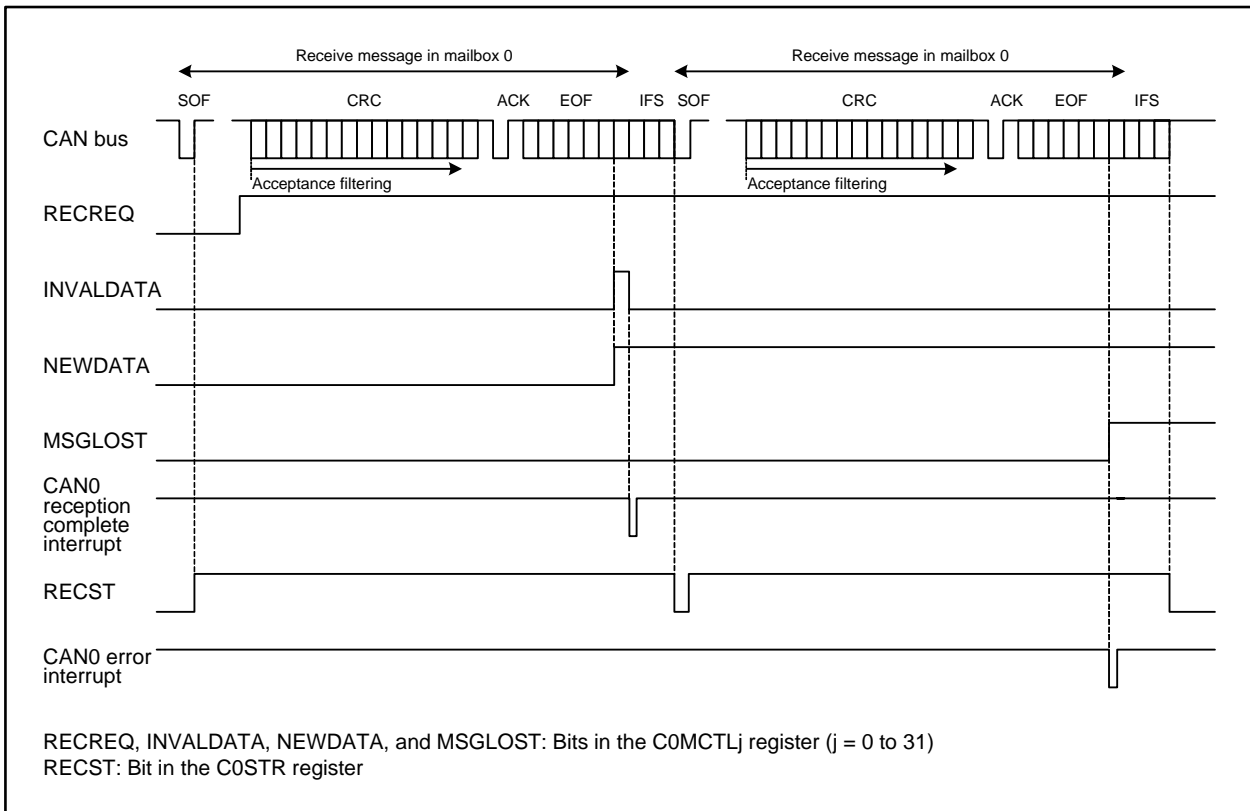 Receive message in mailbox 0 Receive message in mailbox 0
SOF CRC ACK EOF IFS SOF CRC ACK EOF IFS
CAN bus
Acceptance filtering Acceptance filtering
RECREQ
INVALDATA
NEWDATA
MSGLOST
CAN0
reception
complete
interrupt
RECST
CAN0 error
interrupt
RECREQ, INVALDATA, NEWDATA, and MSGLOST: Bits in the C0MCTLj register (j = 0 to 31)
RECST: Bit in the C0STR register